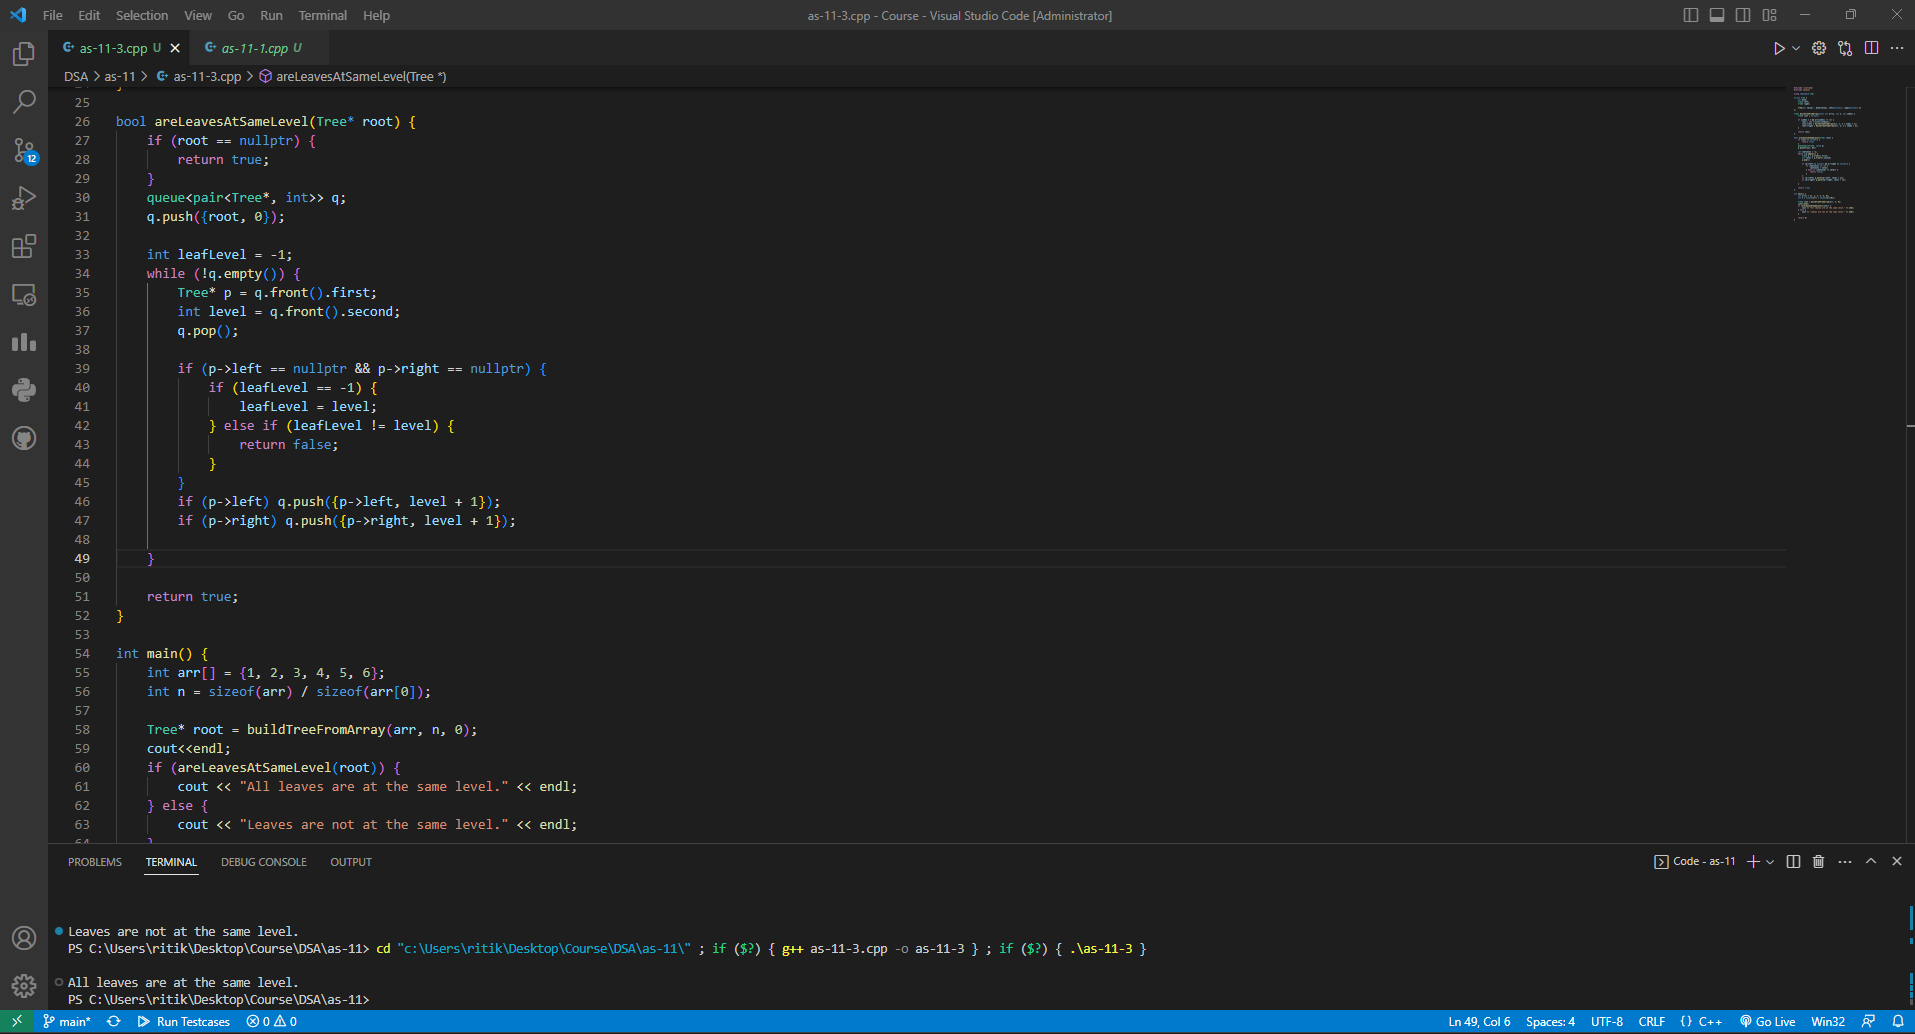 File Edit Selection View Go Run Terminal Help
as-11-3.cpp - Course - Visual Studio Code [Administrator]
as-11-3.cpp U
as-11-1.cpp U
DSA > as-11 > as-11-3.cpp > areLeavesAtSameLevel(Tree *)
24 }
25
26 bool areLeavesAtSameLevel(Tree* root) {
27 if (root == nullptr) {
28 return true;
29 }
30 queue<pair<Tree*, int>> q;
31 q.push({root, 0});
32
33 int leafLevel = -1;
34 while (!q.empty()) {
35 Tree* p = q.front().first;
36 int level = q.front().second;
37 q.pop();
38
39 if (p->left == nullptr && p->right == nullptr) {
40 if (leafLevel == -1) {
41 leafLevel = level;
42 } else if (leafLevel != level) {
43 return false;
44 }
45 }
46 if (p->left) q.push({p->left, level + 1});
47 if (p->right) q.push({p->right, level + 1});
48
49 }
50
51 return true;
52 }
53
54 int main() {
55 int arr[] = {1, 2, 3, 4, 5, 6};
56 int n = sizeof(arr) / sizeof(arr[0]);
57
58 Tree* root = buildTreeFromArray(arr, n, 0);
59 cout<<endl;
60 if (areLeavesAtSameLevel(root)) {
61 cout << "All leaves are at the same level." << endl;
62 } else {
63 cout << "Leaves are not at the same level." << endl;
64 }
12
PROBLEMS TERMINAL DEBUG CONSOLE OUTPUT
Code - as-11
Leaves are not at the same level.
PS C:\Users\ritik\Desktop\Course\DSA\as-11> cd "c:\Users\ritik\Desktop\Course\DSA\as-11\" ; if ($?) { g++ as-11-3.cpp -o as-11-3 } ; if ($?) { .\as-11-3 }
All leaves are at the same level.
PS C:\Users\ritik\Desktop\Course\DSA\as-11>
main* Run Testcases 0 0
Ln 49, Col 6 Spaces: 4 UTF-8 CRLF {} C++ Go Live Win32